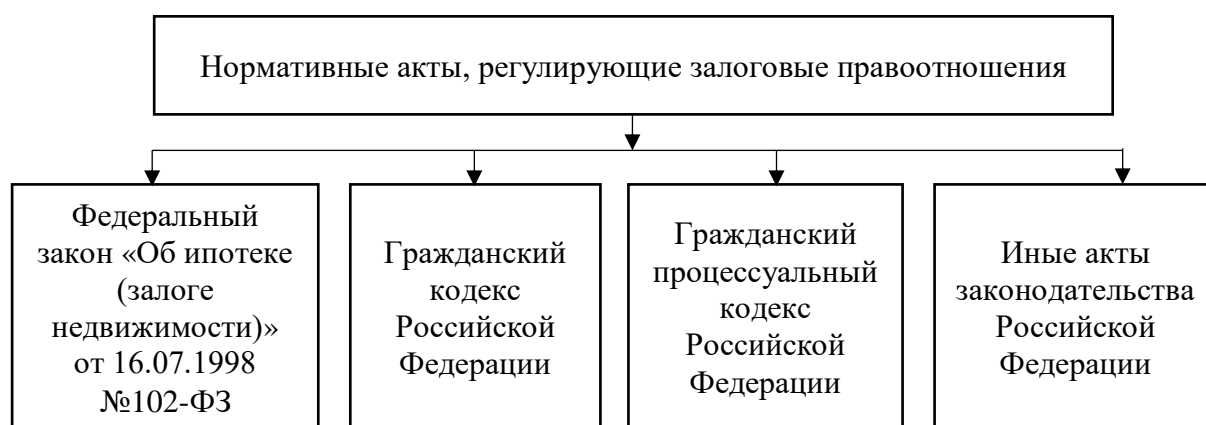 Нормативные акты, регулирующие залоговые правоотношения
Федеральный
закон «Об ипотеке
(залоге
недвижимости)»
от 16.07.1998
№102-ФЗ
Гражданский
кодекс
Российской
Федерации
Гражданский
процессуальный
кодекс
Российской
Федерации
Иные акты
законодательства
Российской
Федерации